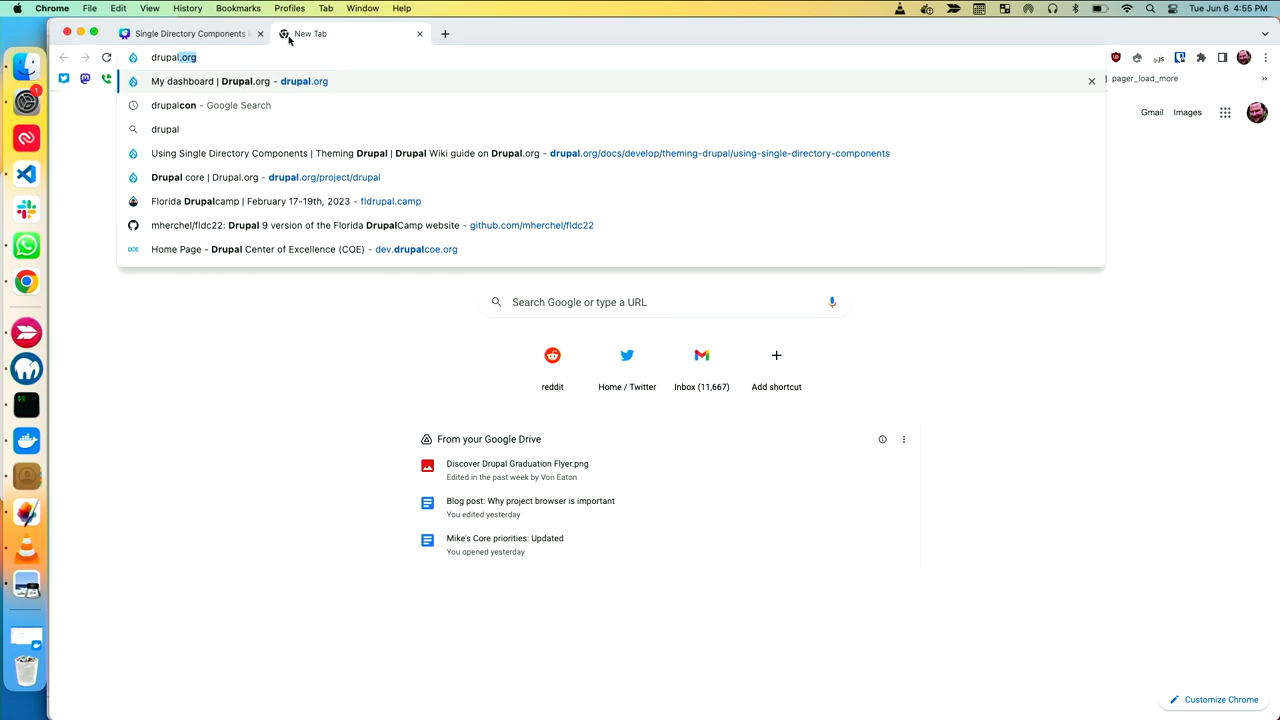 Chrome File Edit View History Bookmarks Profiles Tab Window Help Tue Jun 6 4:55 PM
Single Directory Components
New Tab
drupal.org
pager_load_more
My dashboard | Drupal.org - drupal.org
drupalcon - Google Search
drupal
Using Single Directory Components | Theming Drupal | Drupal Wiki guide on Drupal.org - drupal.org/docs/develop/theming-drupal/using-single-directory-components
Drupal core | Drupal.org - drupal.org/project/drupal
Florida Drupalcamp | February 17-19th, 2023 - fldrupal.camp
mherchel/fldc22: Drupal 9 version of the Florida DrupalCamp website - github.com/mherchel/fldc22
Home Page - Drupal Center of Excellence (COE) - dev.drupalcoe.org
Gmail Images
Search Google or type a URL
reddit
Home / Twitter
Inbox (11,667)
Add shortcut
From your Google Drive
Discover Drupal Graduation Flyer.png
Edited in the past week by Von Eaton
Blog post: Why project browser is important
You edited yesterday
Mike's Core priorities: Updated
You opened yesterday
Customize Chrome